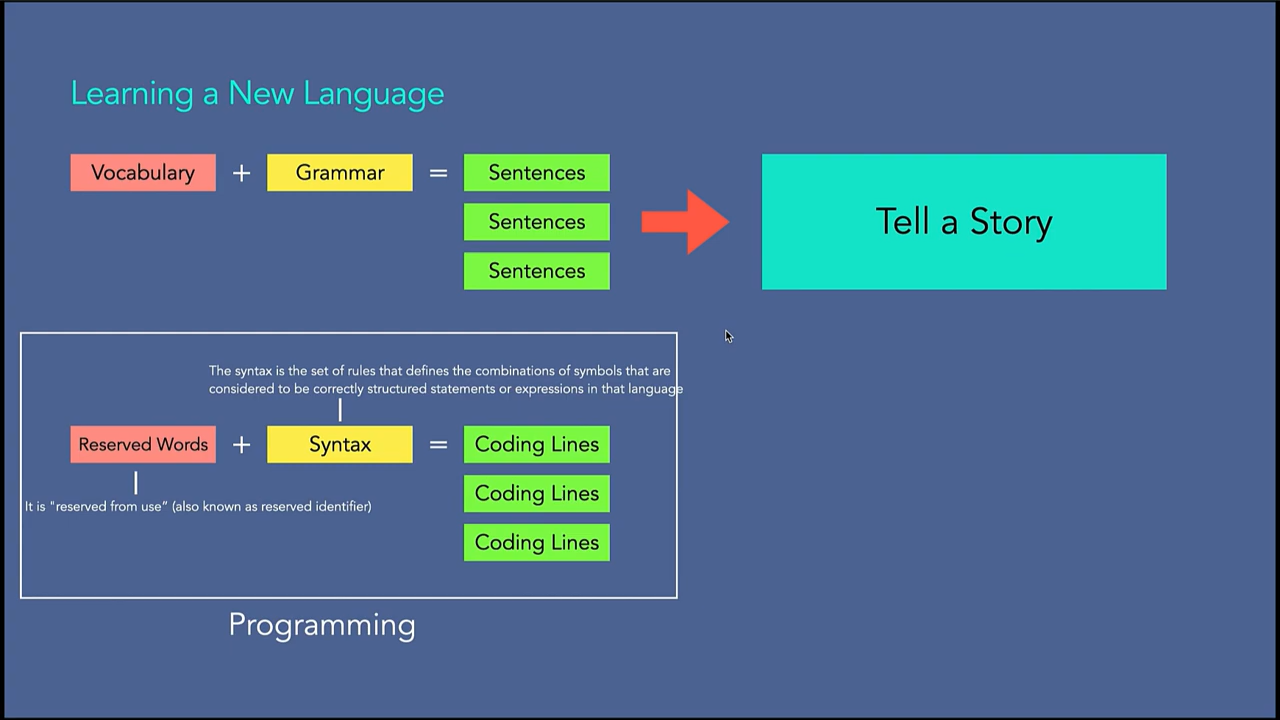 Learning a New Language
Vocabulary + Grammar = Sentences
Sentences
Sentences
Tell a Story
The syntax is the set of rules that defines the combinations of symbols that are
considered to be correctly structured statements or expressions in that language
Reserved Words + Syntax = Coding Lines
Coding Lines
Coding Lines
It is "reserved from use” (also known as reserved identifier)
Programming